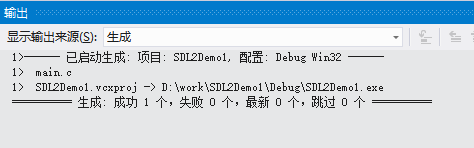 输出
显示输出来源(S): 生成
1>------ 已启动生成: 项目: SDL2Demo1, 配置: Debug Win32 ------
1>  main.c
1>  SDL2Demo1.vcxproj -> D:\work\SDL2Demo1\Debug\SDL2Demo1.exe
========== 生成: 成功 1 个，失败 0 个，最新 0 个，跳过 0 个 ==========